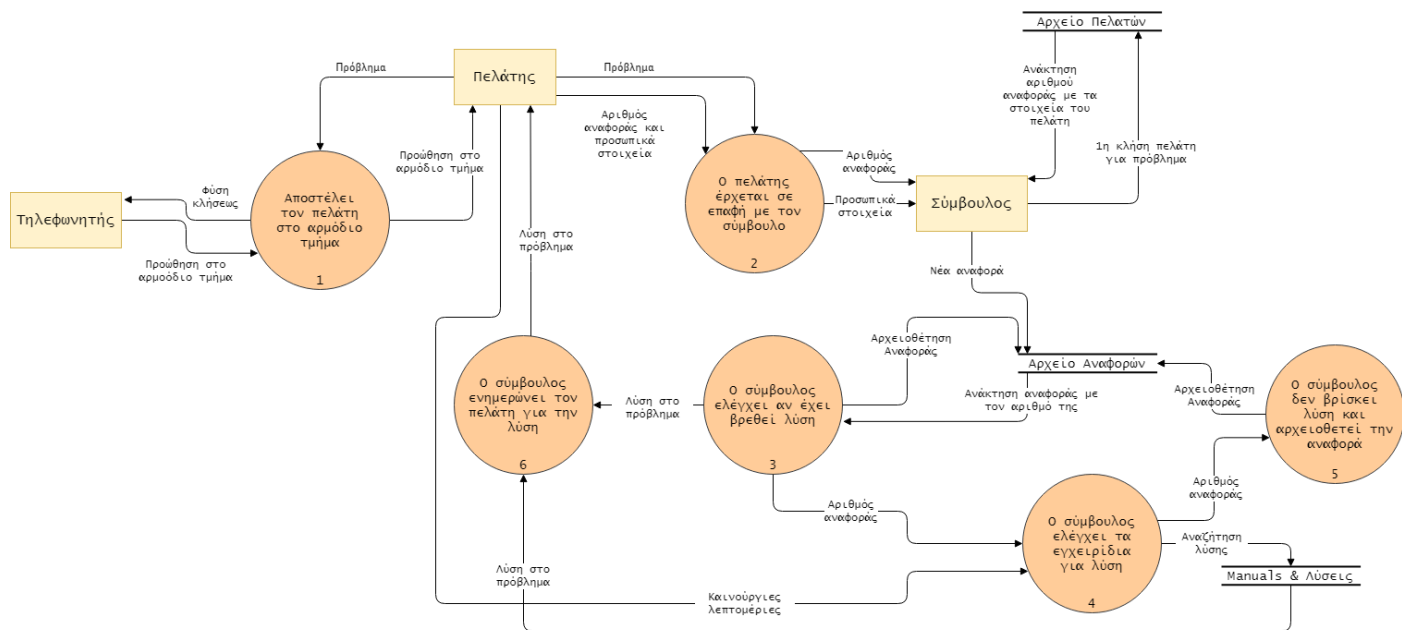 Αρχείο Πελατών
Πρόβλημα
Πελάτης
Πρόβλημα
Ανάκτηση
αριθμού
αναφοράς με τα
στοιχεία του
πελάτη
Αριθμός
αναφοράς και
προσωπικά
στοιχεία
1η κλήση πελάτη
για πρόβλημα
Προώθηση στο
αρμόδιο τμήμα
Αριθμός
αναφοράς
Φύση
κλήσεως
Αποστέλει
τον πελάτη
στο αρμόδιο
τμήμα
1
Ο πελάτης
έρχεται σε
επαφή με τον
σύμβουλο
2
Προσωπικά
στοιχεία
Σύμβουλος
Τηλεφωνητής
Προώθηση στο
αρμοόδιο τμήμα
Λύση στο
πρόβλημα
Νέα αναφορά
Αρχειοθέτηση
Αναφοράς
Αρχείο Αναφορών
Ανάκτηση αναφοράς με
τον αριθμό της
Αρχειοθέτηση
Αναφοράς
Ο σύμβουλος
δεν βρίσκει
λύση και
αρχειοθετεί την
αναφορά
5
Ο σύμβουλος
ενημερώνει τον
πελάτη για την
λύση
6
Λύση στο
πρόβλημα
Ο σύμβουλος
ελέγχει αν έχει
βρεθεί λύση
3
Αριθμός
αναφοράς
Αριθμός
αναφοράς
Ο σύμβουλος
ελέγχει τα
εγχειρίδια
για λύση
4
Αναζήτηση
λύσης
Manuals & Λύσεις
Λύση στο
πρόβλημα
Καινούργιες
λεπτομέριες